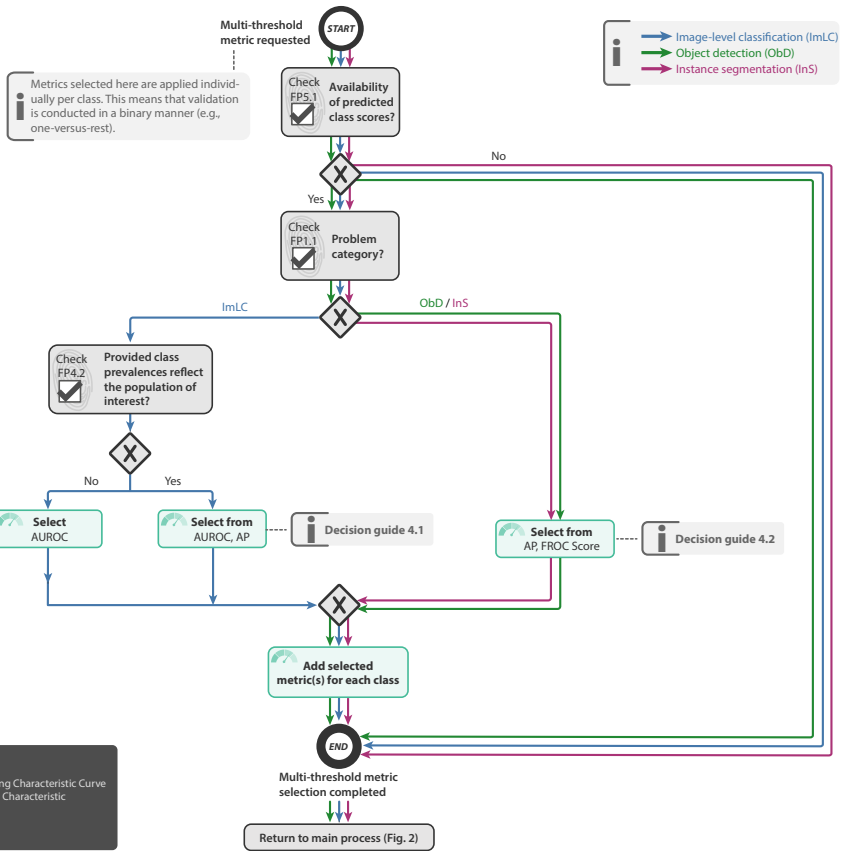 Multi-threshold
metric requested
START
Image-level classification (ImLC)
Object detection (ObD)
Instance segmentation (InS)
Metrics selected here are applied individ-
ually per class. This means that validation
is conducted in a binary manner (e.g.,
one-versus-rest).
Check
FP5.1
Availability
of predicted
class scores?
X
No
Yes
Check
FP1.1
Problem
category?
X
ImLC
ObD / InS
Check
FP4.2
Provided class
prevalences reflect
the population of
interest?
X
No
Yes
Select
AUROC
Select from
AUROC, AP
Decision guide 4.1
Select from
AP, FROC Score
Decision guide 4.2
X
Add selected
metric(s) for each class
END
Multi-threshold metric
selection completed
Return to main process (Fig. 2)
ng Characteristic Curve
Characteristic